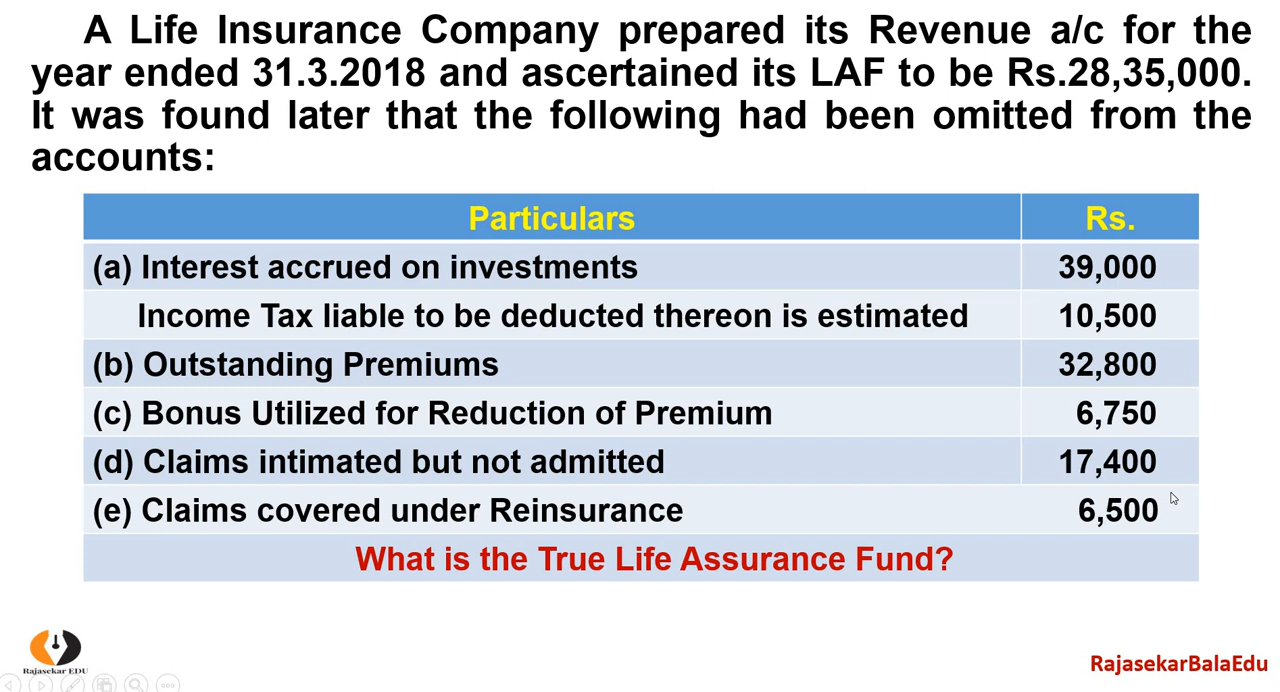 A Life Insurance Company prepared its Revenue a/c for the
year ended 31.3.2018 and ascertained its LAF to be Rs.28,35,000.
It was found later that the following had been omitted from the
accounts:
Particulars Rs.
(a) Interest accrued on investments 39,000
Income Tax liable to be deducted thereon is estimated 10,500
(b) Outstanding Premiums 32,800
(c) Bonus Utilized for Reduction of Premium 6,750
(d) Claims intimated but not admitted 17,400
(e) Claims covered under Reinsurance 6,500
What is the True Life Assurance Fund?
Rajasekar EDU
RajasekarBalaEdu